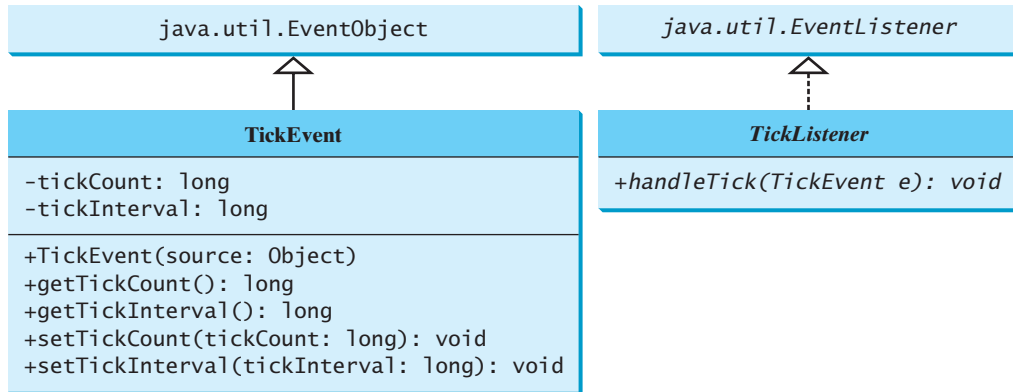 java.util.EventObject
TickEvent
-tickCount: long
-tickInterval: long
+TickEvent(source: Object)
+getTickCount(): long
+getTickInterval(): long
+setTickCount(tickCount: long): void
+setTickInterval(tickInterval: long): void
java.util.EventListener
TickListener
+handleTick(TickEvent e): void